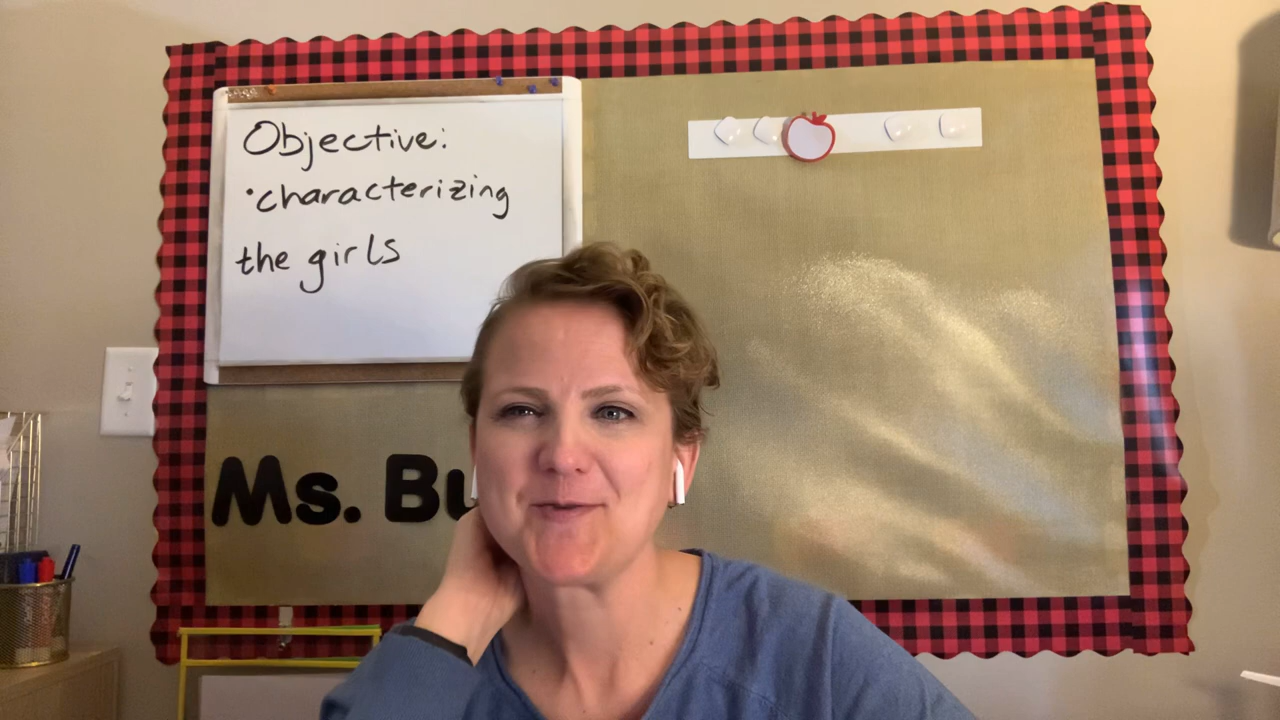 Objective:
•characterizing
the girls
Ms. Bu